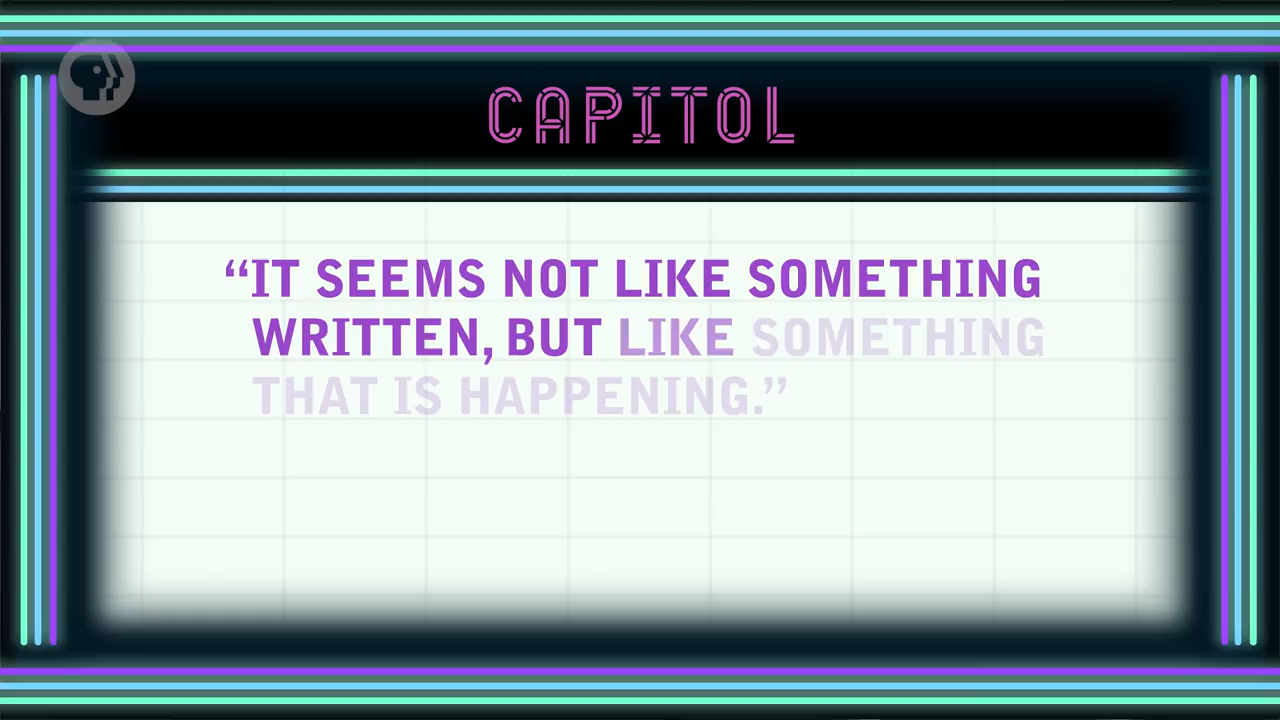 CAPITOL
“IT SEEMS NOT LIKE SOMETHING
WRITTEN, BUT LIKE SOMETHING
THAT IS HAPPENING.”